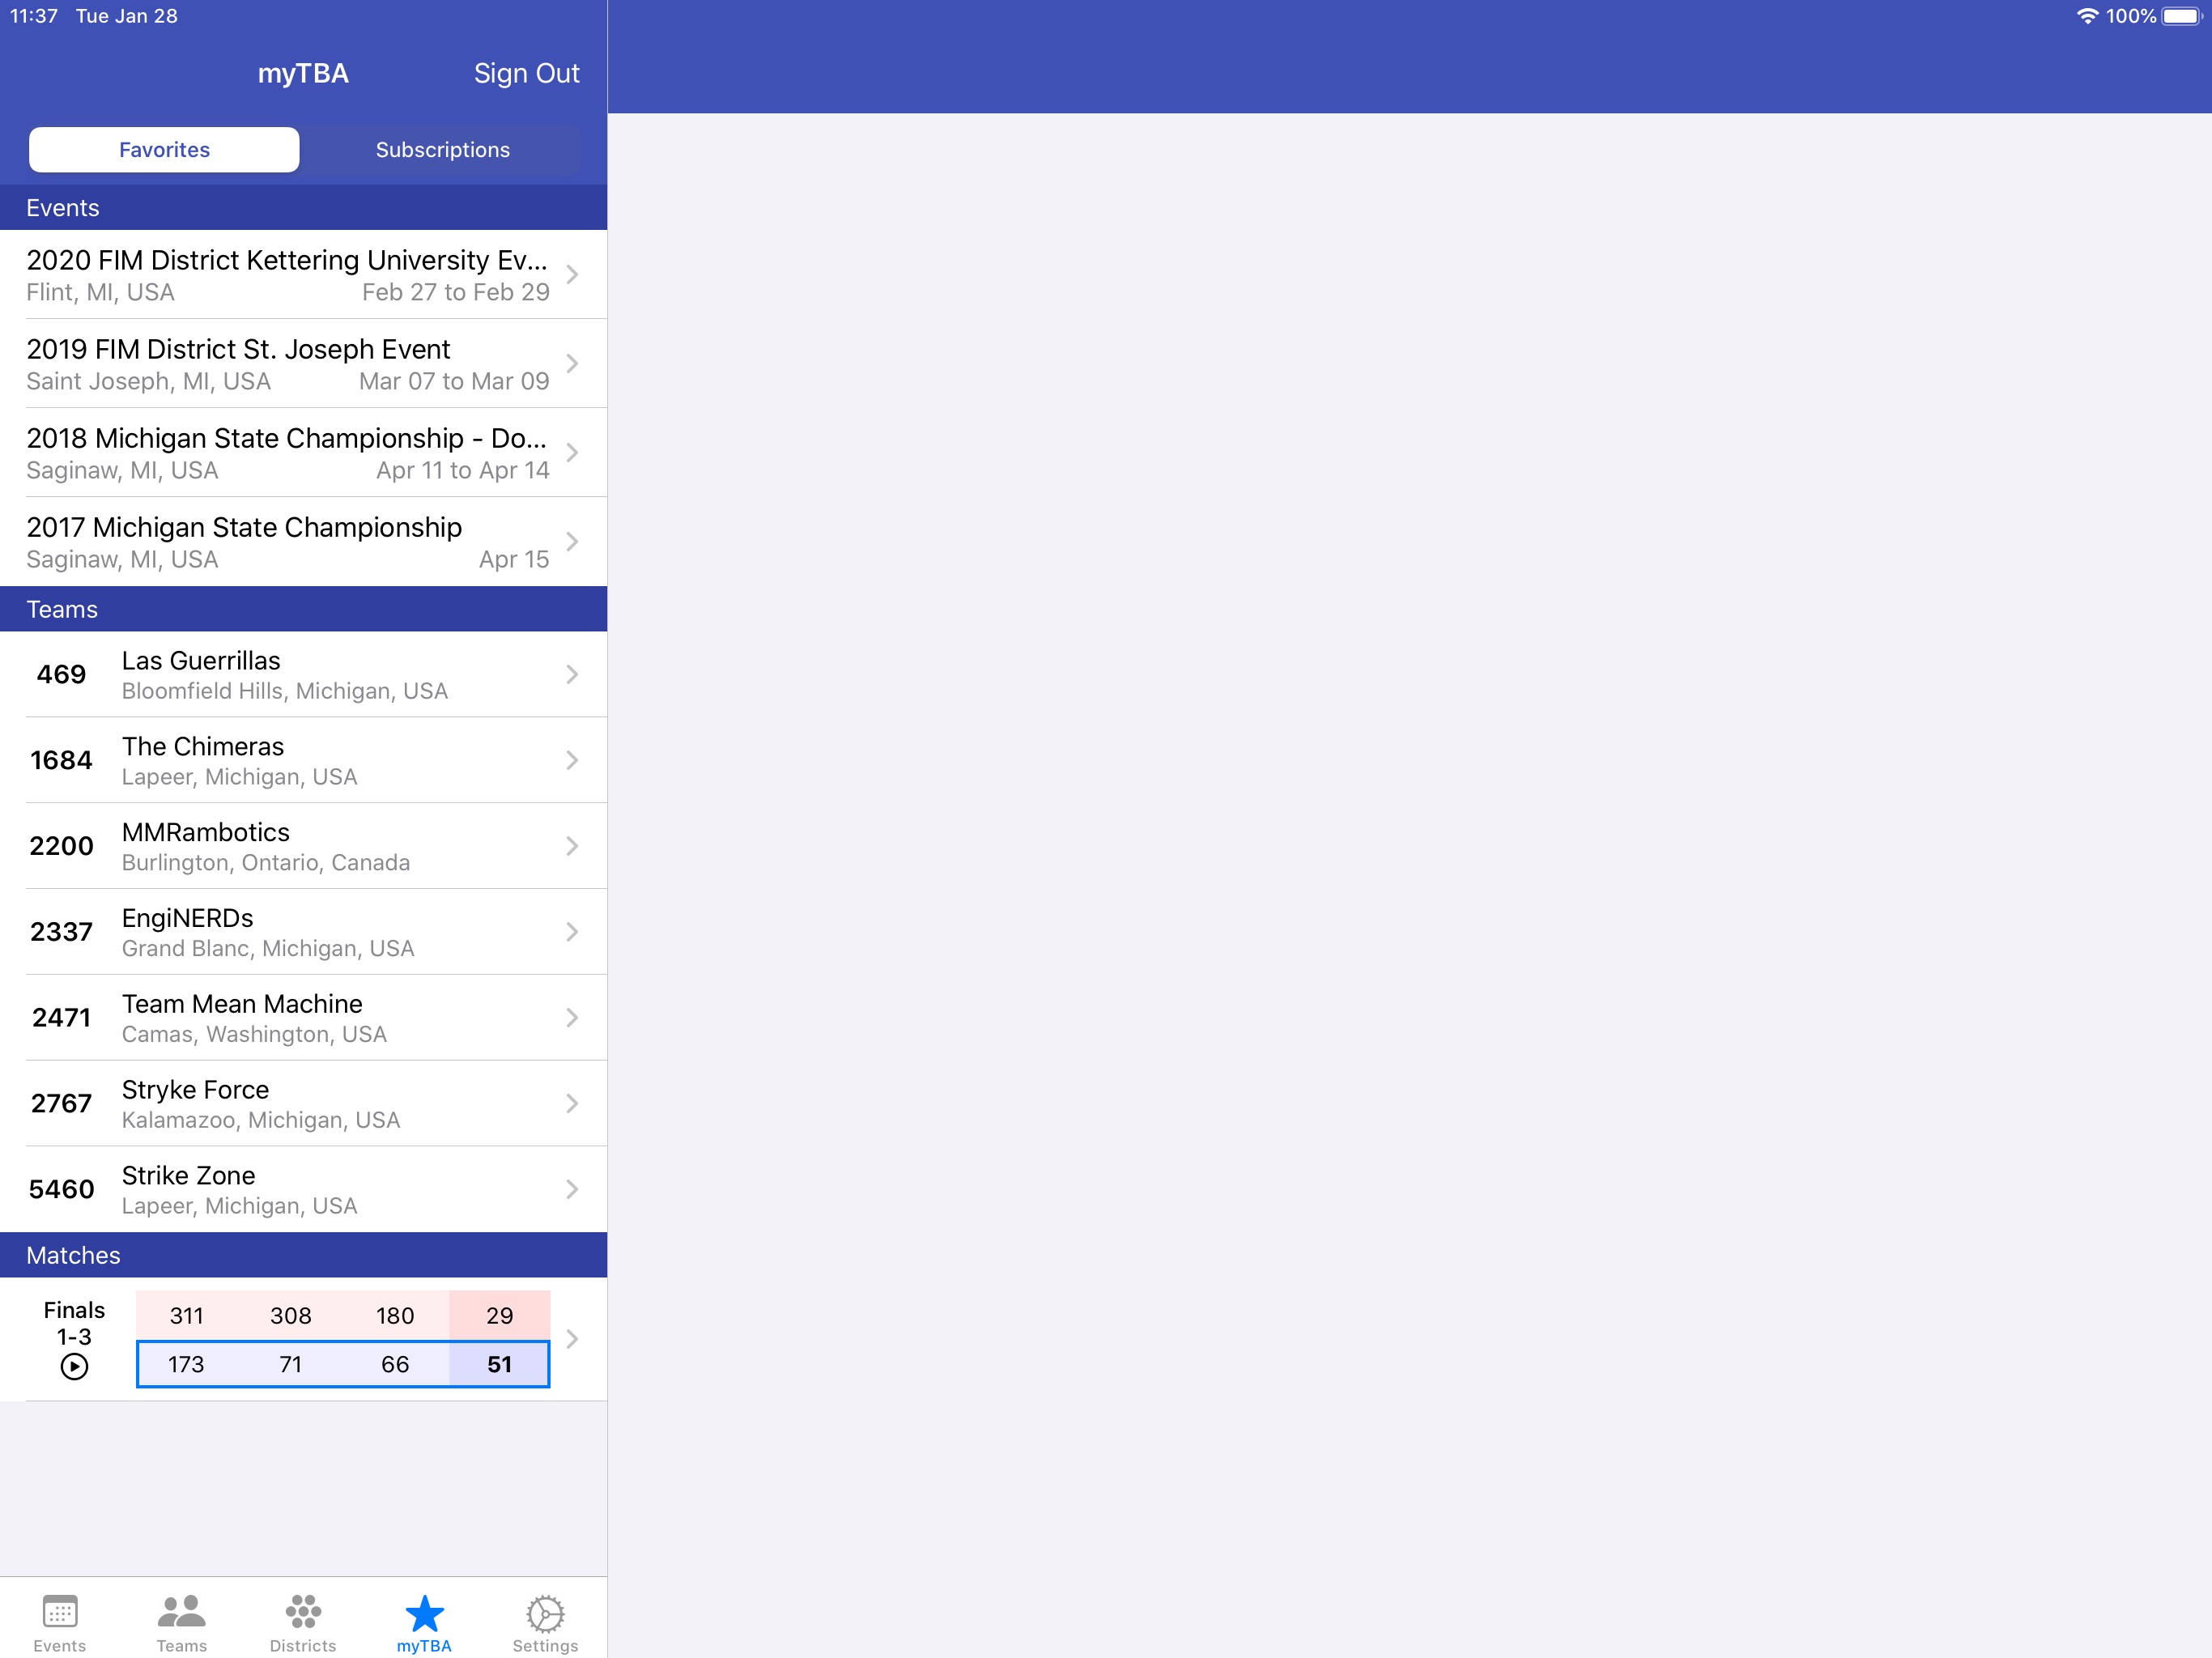 11:37 Tue Jan 28
100%
myTBA
Sign Out
Favorites
Subscriptions
Events
2020 FIM District Kettering University Ev...
Flint, MI, USA
Feb 27 to Feb 29
2019 FIM District St. Joseph Event
Saint Joseph, MI, USA
Mar 07 to Mar 09
2018 Michigan State Championship - Do...
Saginaw, MI, USA
Apr 11 to Apr 14
2017 Michigan State Championship
Saginaw, MI, USA
Apr 15
Teams
469
Las Guerrillas
Bloomfield Hills, Michigan, USA
1684
The Chimeras
Lapeer, Michigan, USA
2200
MMRambotics
Burlington, Ontario, Canada
2337
EngiNERDs
Grand Blanc, Michigan, USA
2471
Team Mean Machine
Camas, Washington, USA
2767
Stryke Force
Kalamazoo, Michigan, USA
5460
Strike Zone
Lapeer, Michigan, USA
Matches
Finals
1-3
311 308 180 29
173 71 66 51
Events
Teams
Districts
myTBA
Settings